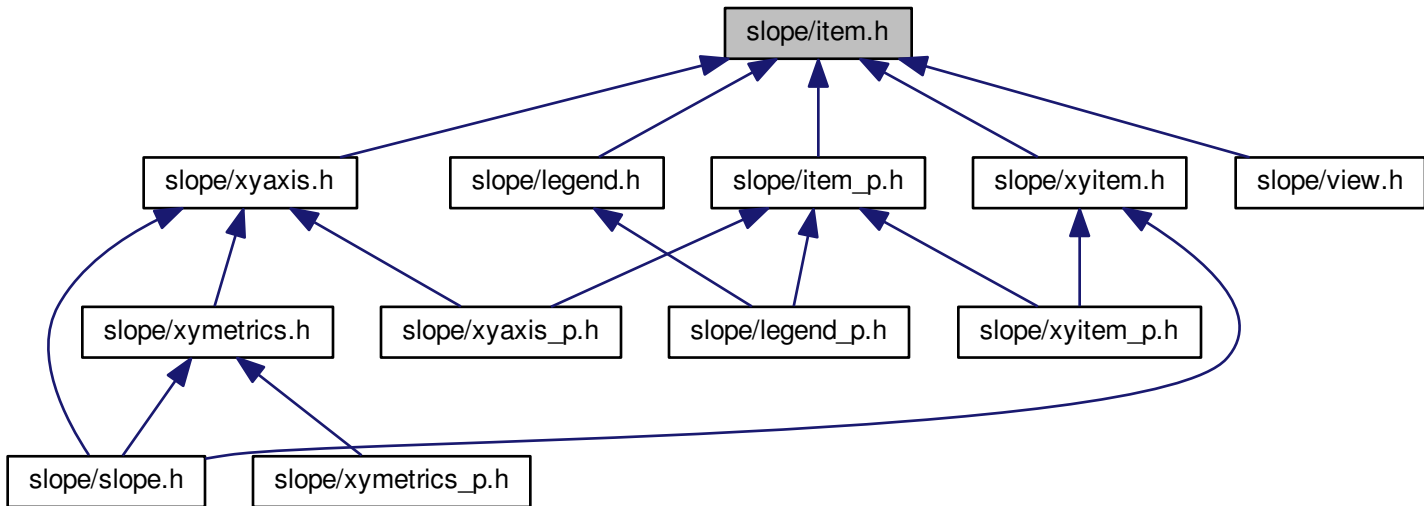 slope/item.h
slope/xyaxis.h
slope/legend.h
slope/item_p.h
slope/xyitem.h
slope/view.h
slope/xymetrics.h
slope/xyaxis_p.h
slope/legend_p.h
slope/xyitem_p.h
slope/slope.h
slope/xymetrics_p.h